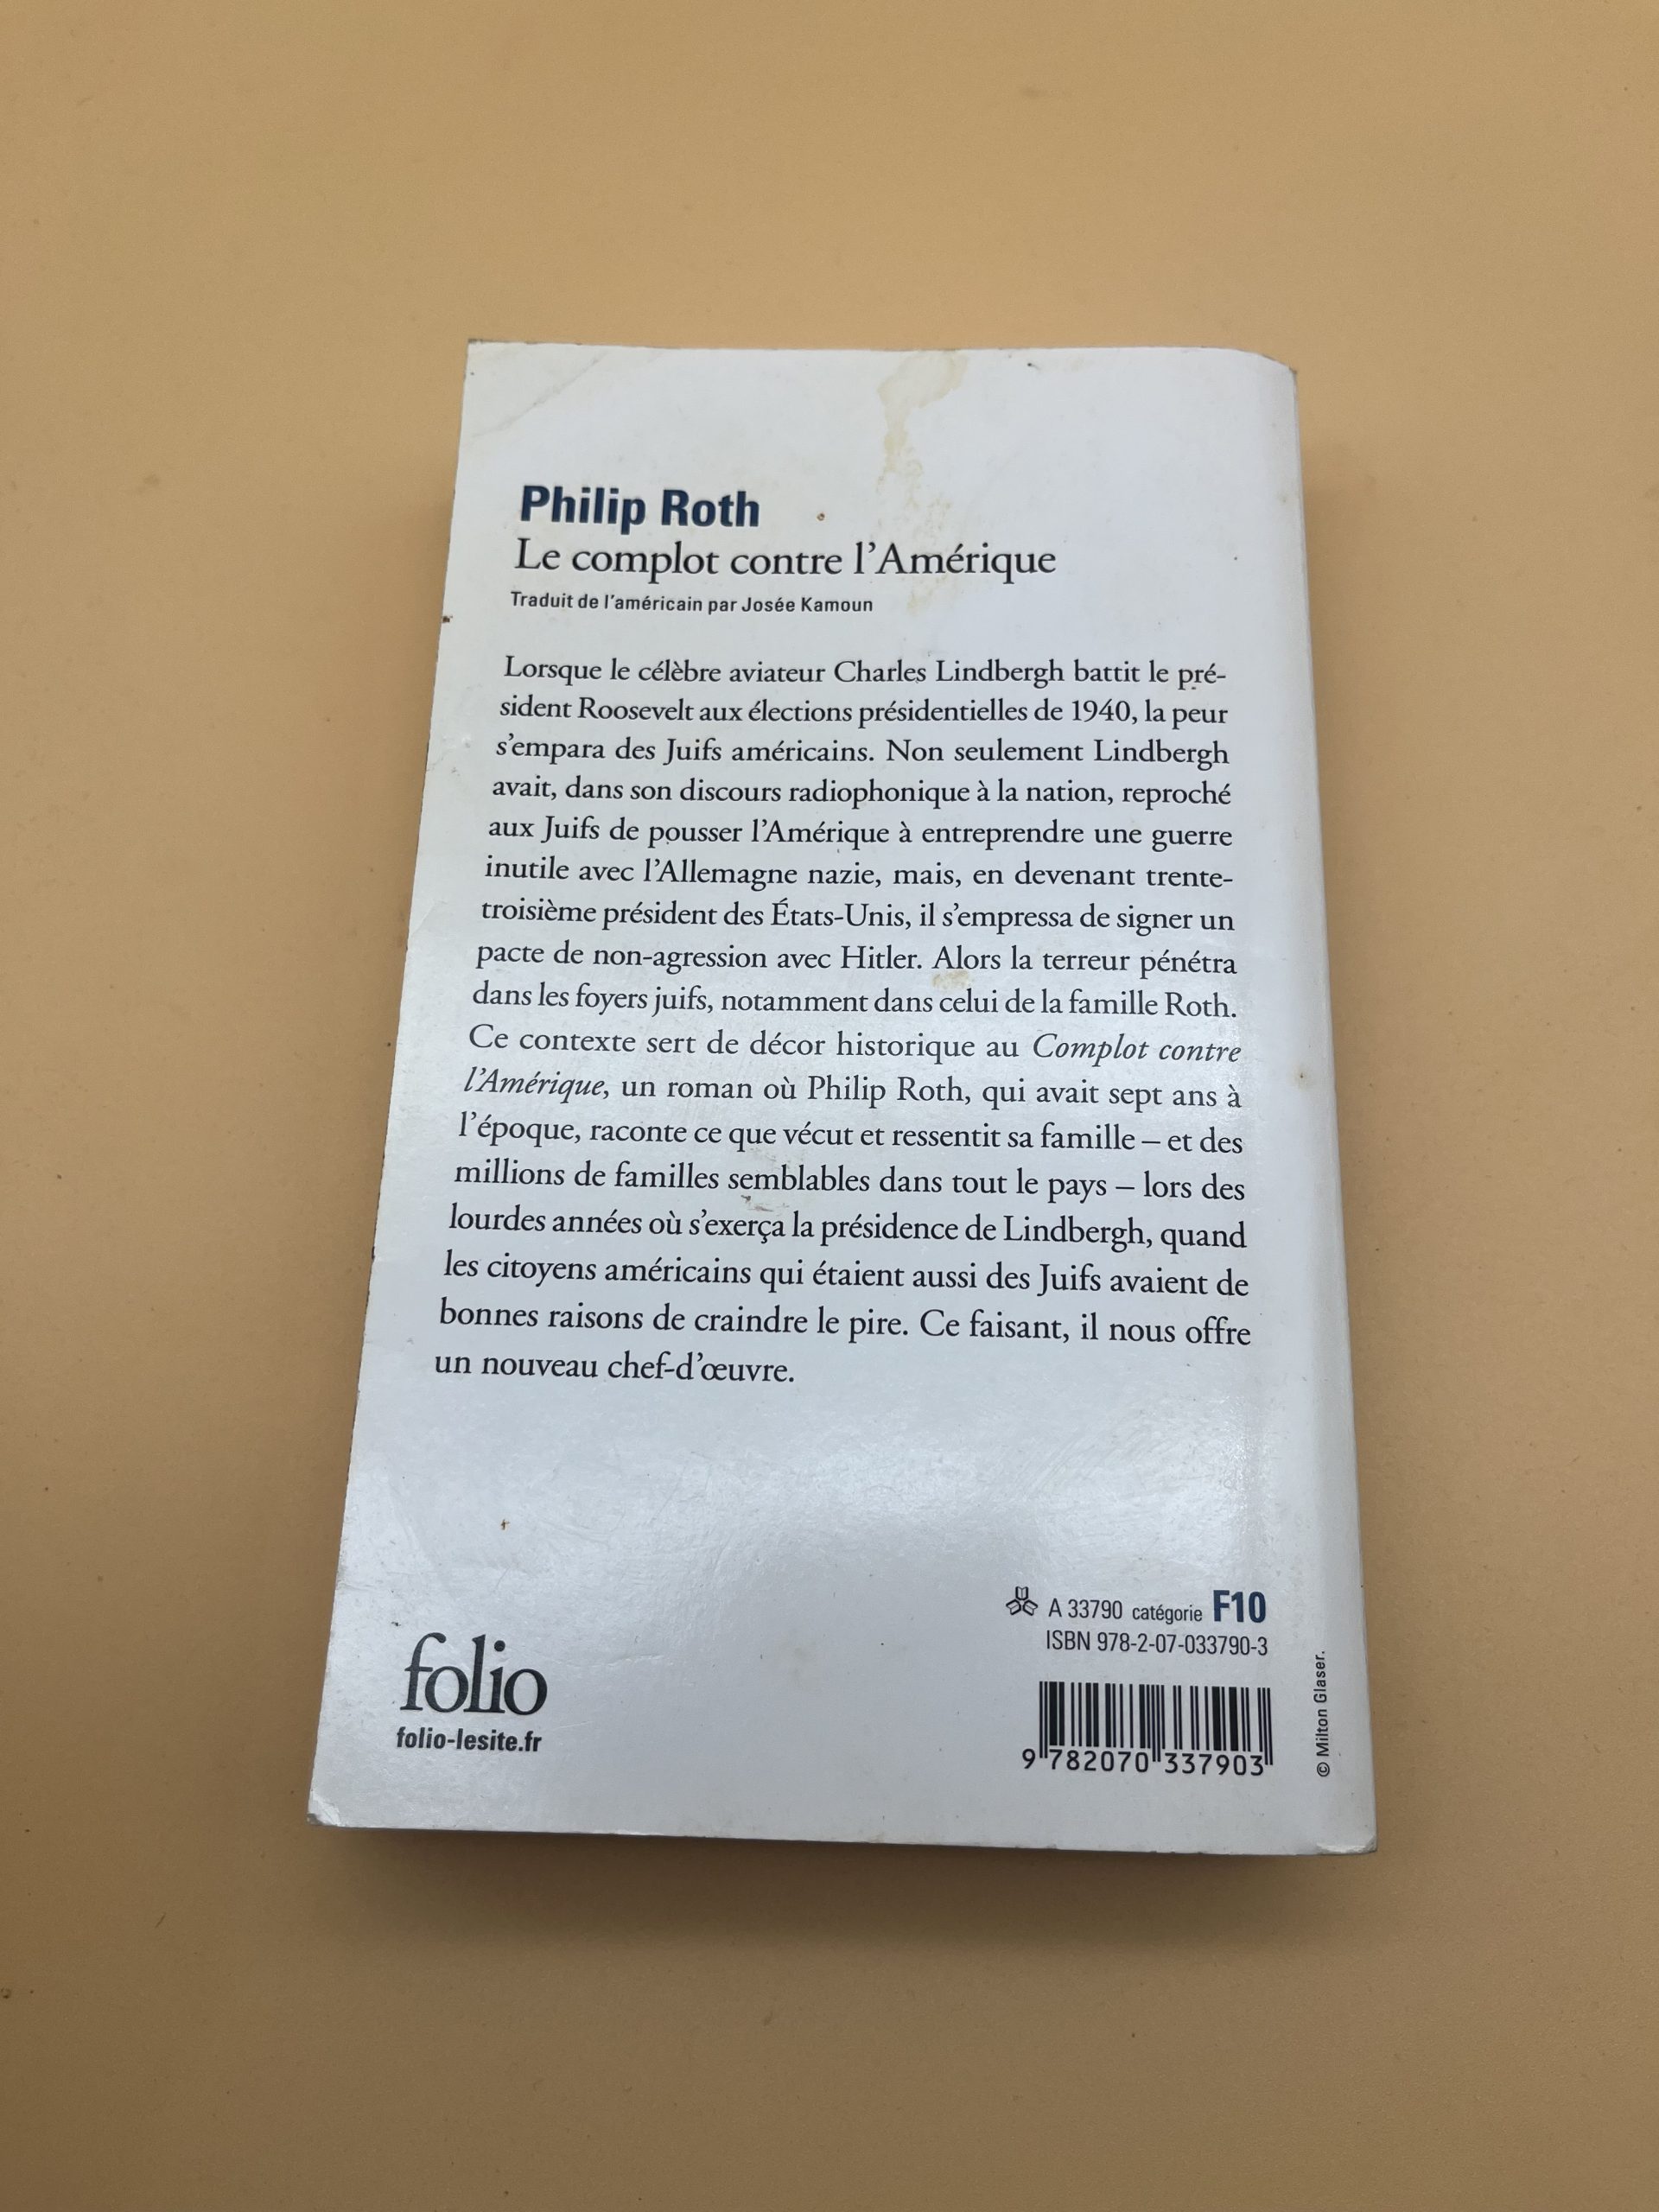 Philip Roth
Le complot contre l'Amérique
Traduit de l'américain par Josée Kamoun
Lorsque le célèbre aviateur Charles Lindbergh battit le pré-
sident Roosevelt aux élections présidentielles de 1940, la peur
s'empara des Juifs américains. Non seulement Lindbergh
avait, dans son discours radiophonique à la nation, reproché
aux Juifs de pousser l'Amérique à entreprendre une guerre
inutile avec l'Allemagne nazie, mais, en devenant trente-
troisième président des États-Unis, il s'empressa de signer un
pacte de non-agression avec Hitler. Alors la terreur pénétra
dans les foyers juifs, notamment dans celui de la famille Roth.
Ce contexte sert de décor historique au Complot contre
l'Amérique, un roman où Philip Roth, qui avait sept ans à
l'époque, raconte ce que vécut et ressentit sa famille – et des
millions de familles semblables dans tout le pays – lors des
lourdes années où s'exerça la présidence de Lindbergh, quand
les citoyens américains qui étaient aussi des Juifs avaient de
bonnes raisons de craindre le pire. Ce faisant, il nous offre
un nouveau chef-d'œuvre.
folio
folio-lesite.fr
A 33790 catégorie F10
ISBN 978-2-07-033790-3
9 782070 337903
© Milton Glaser.